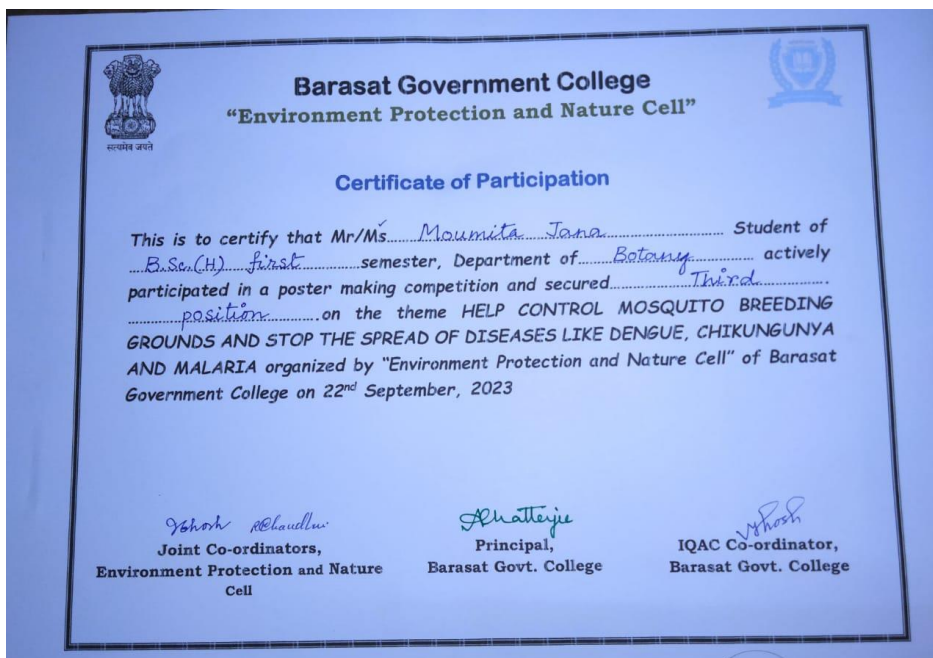 सत्यमेव जयते
Barasat Government College
“Environment Protection and Nature Cell”
Certificate of Participation
This is to certify that Mr/Ms..... Moumita Jana ..... Student of
..... B.Sc.(H) first ..... semester, Department of ..... Botany ..... actively
participated in a poster making competition and secured ..... Third .....
..... position ..... on the theme HELP CONTROL MOSQUITO BREEDING
GROUNDS AND STOP THE SPREAD OF DISEASES LIKE DENGUE, CHIKUNGUNYA
AND MALARIA organized by “Environment Protection and Nature Cell” of Barasat
Government College on 22nd September, 2023
Ghosh RChaudhuri
Joint Co-ordinators,
Environment Protection and Nature
Cell
AChatterjee
Principal,
Barasat Govt. College
Ghosh
IQAC Co-ordinator,
Barasat Govt. College